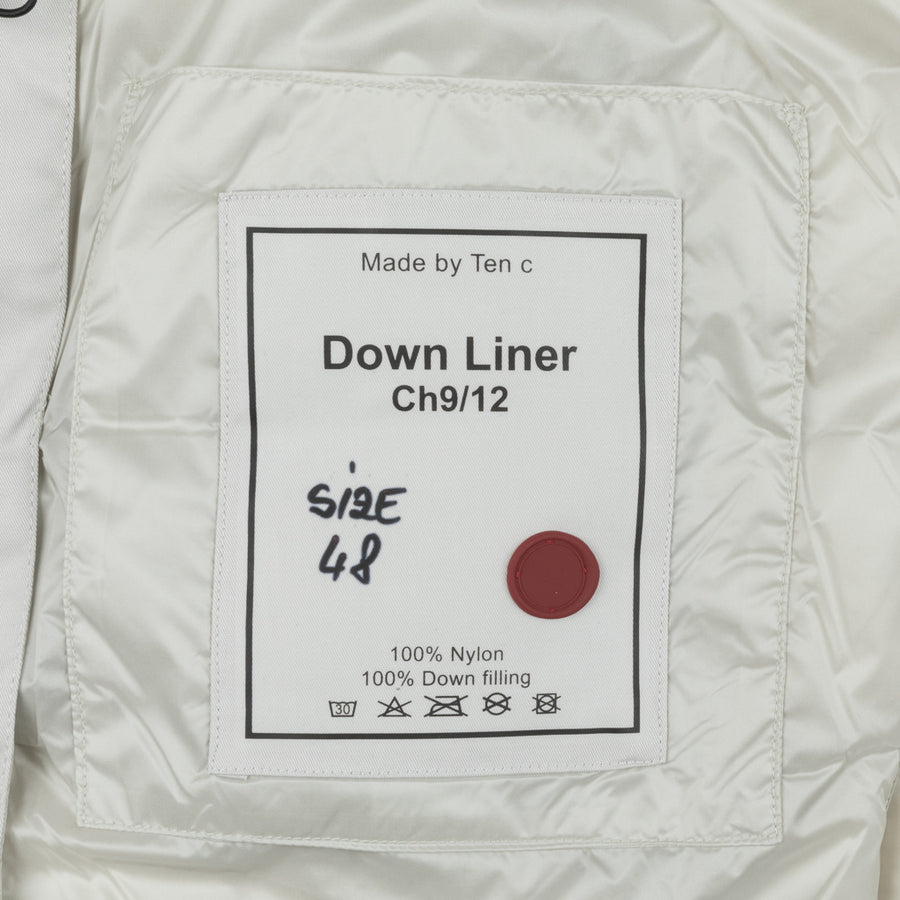 Made by Ten c
Down Liner
Ch9/12
SIZE
48
100% Nylon
100% Down filling
30